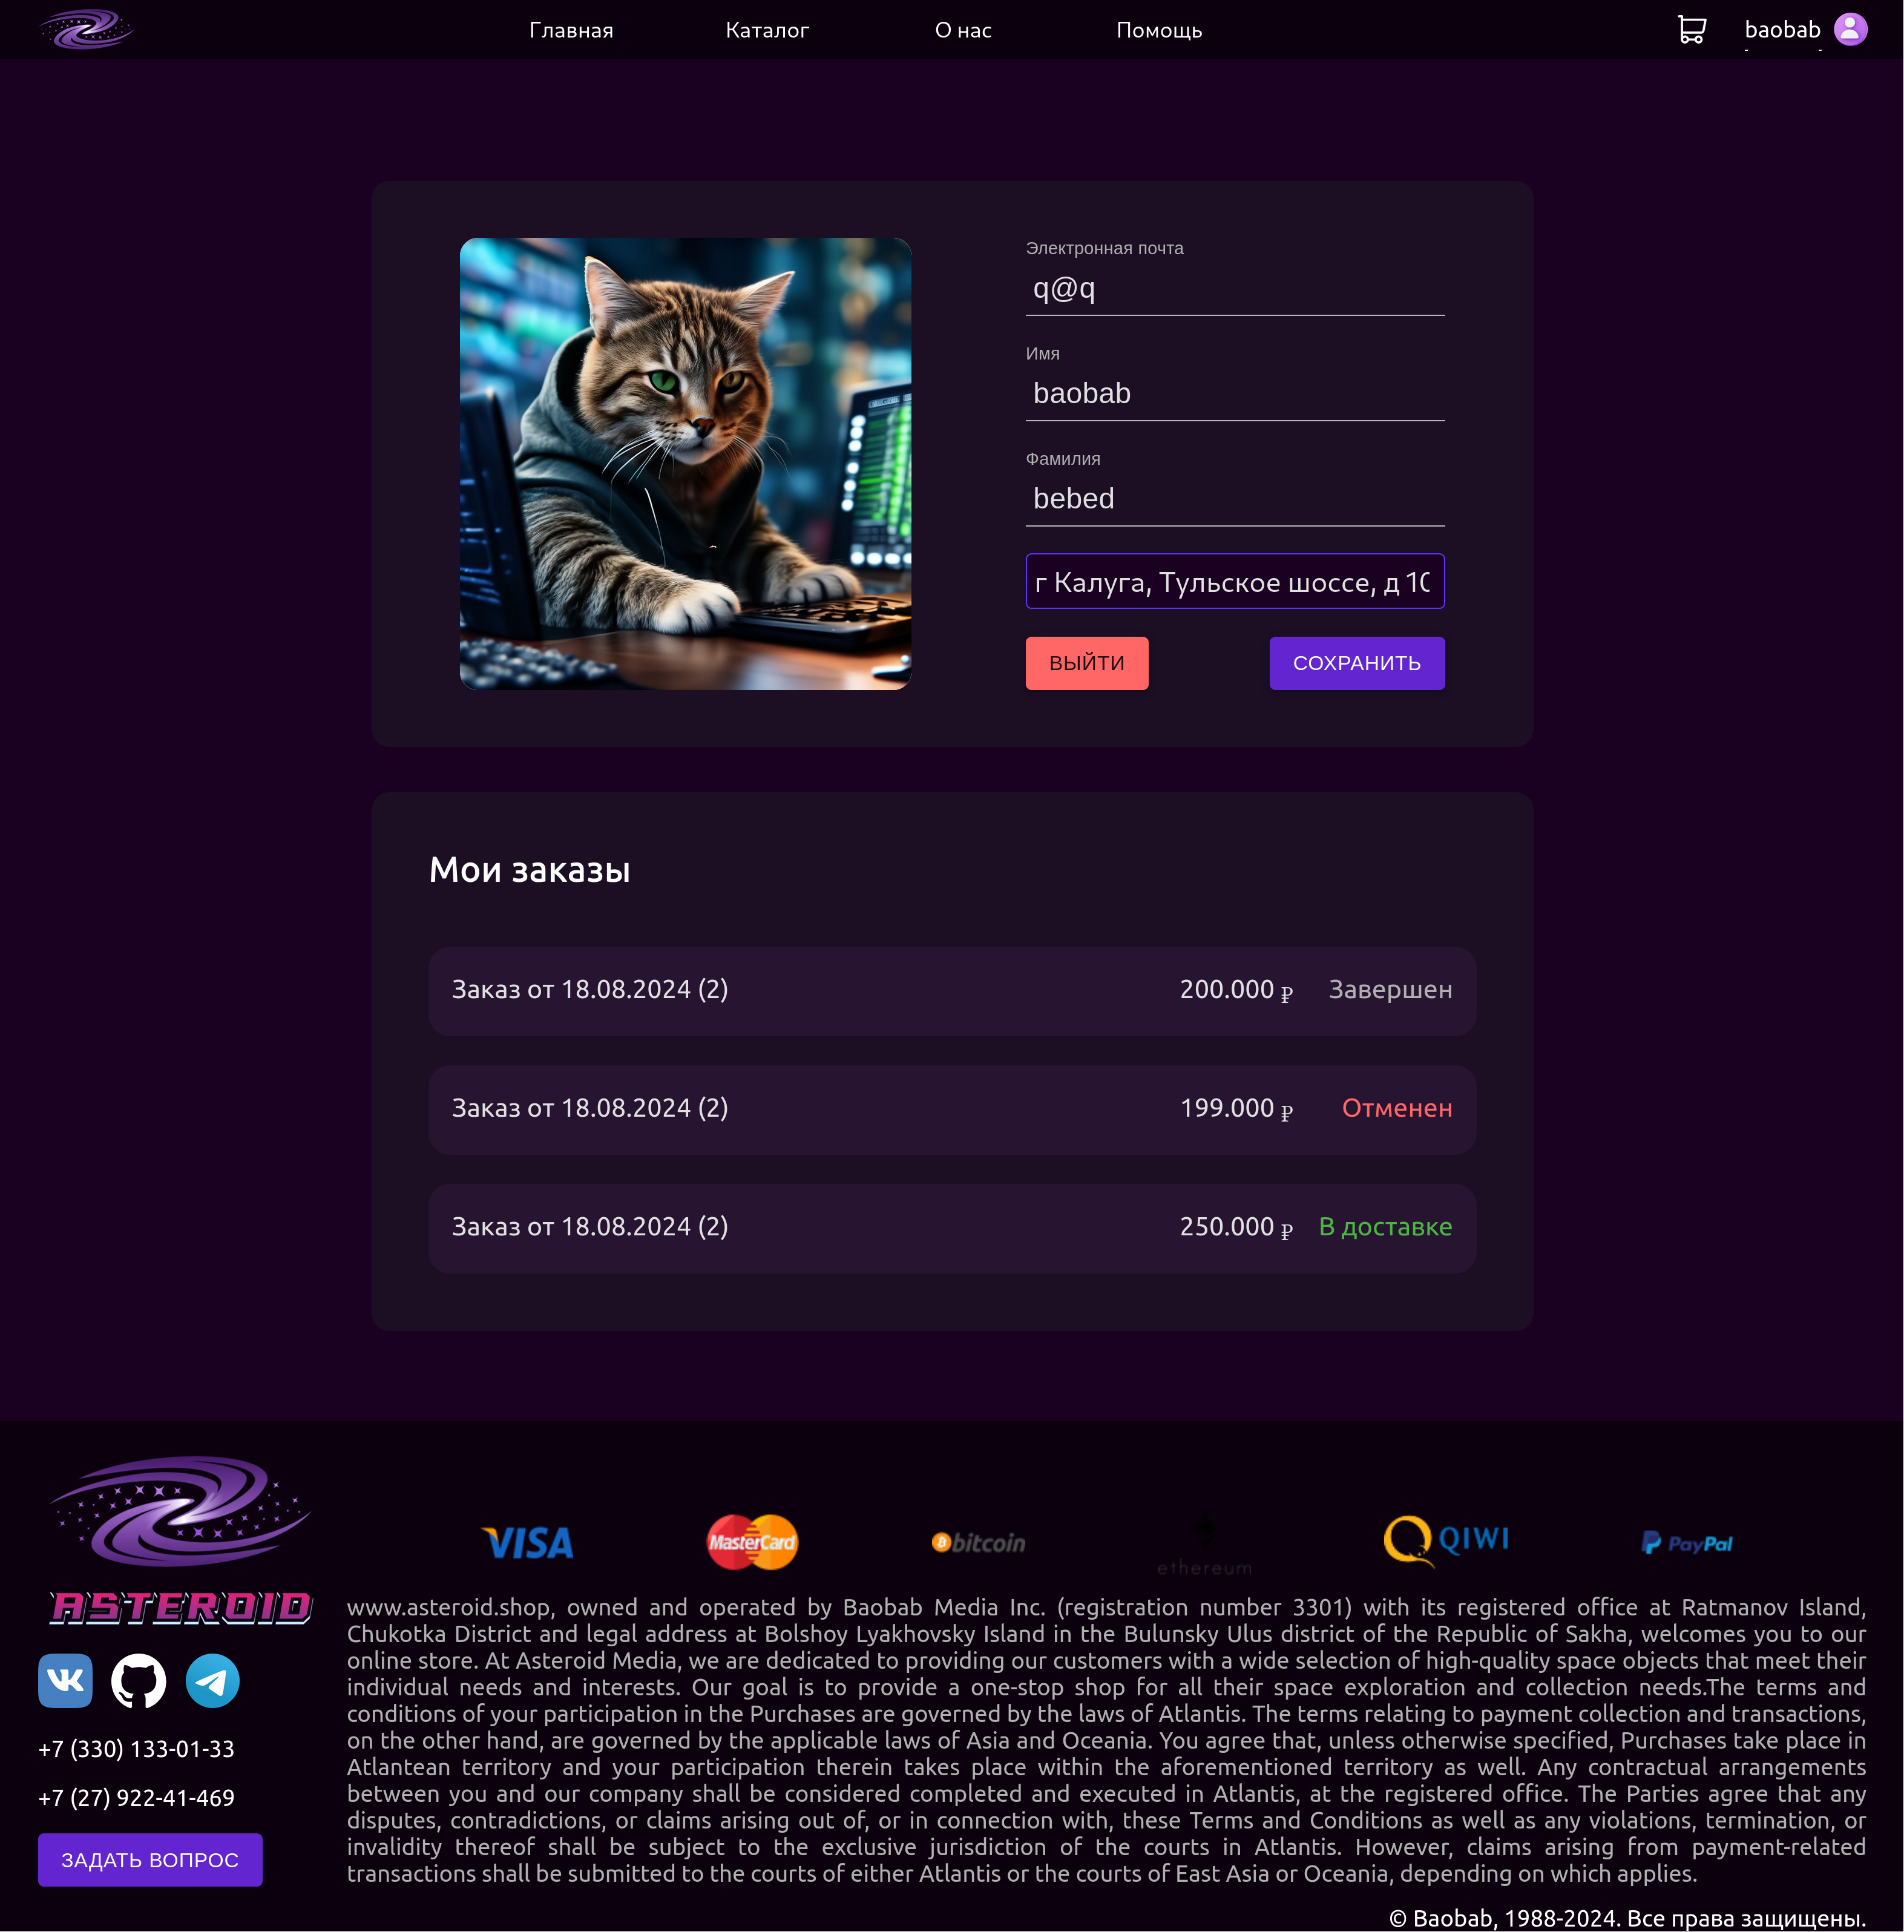 Главная Каталог О нас Помощь baobab
Электронная почта
q@q
Имя
baobab
Фамилия
bebed
г Калуга, Тульское шоссе, д 10
ВЫЙТИ СОХРАНИТЬ
Мои заказы
Заказ от 18.08.2024 (2) 200.000 ₽ Завершен
Заказ от 18.08.2024 (2) 199.000 ₽ Отменен
Заказ от 18.08.2024 (2) 250.000 ₽ В доставке
VISA MasterCard bitcoin ethereum QIWI PayPal
ASTEROID
+7 (330) 133-01-33
+7 (27) 922-41-469
ЗАДАТЬ ВОПРОС
www.asteroid.shop, owned and operated by Baobab Media Inc. (registration number 3301) with its registered office at Ratmanov Island,
Chukotka District and legal address at Bolshoy Lyakhovsky Island in the Bulunsky Ulus district of the Republic of Sakha, welcomes you to our
online store. At Asteroid Media, we are dedicated to providing our customers with a wide selection of high-quality space objects that meet their
individual needs and interests. Our goal is to provide a one-stop shop for all their space exploration and collection needs.The terms and
conditions of your participation in the Purchases are governed by the laws of Atlantis. The terms relating to payment collection and transactions,
on the other hand, are governed by the applicable laws of Asia and Oceania. You agree that, unless otherwise specified, Purchases take place in
Atlantean territory and your participation therein takes place within the aforementioned territory as well. Any contractual arrangements
between you and our company shall be considered completed and executed in Atlantis, at the registered office. The Parties agree that any
disputes, contradictions, or claims arising out of, or in connection with, these Terms and Conditions as well as any violations, termination, or
invalidity thereof shall be subject to the exclusive jurisdiction of the courts in Atlantis. However, claims arising from payment-related
transactions shall be submitted to the courts of either Atlantis or the courts of East Asia or Oceania, depending on which applies.
© Baobab, 1988-2024. Все права защищены.